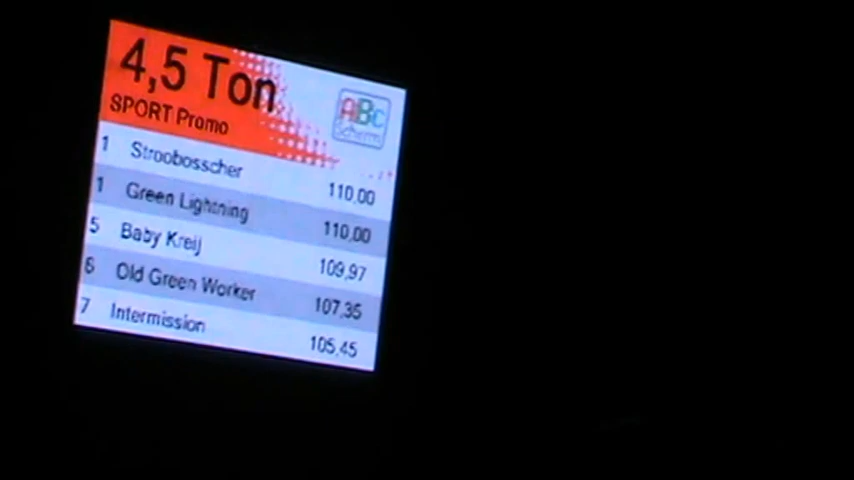 4,5 Ton
SPORT Promo
ABC
Scherm
1 Stroobosscher 110,00
1 Green Lightning 110,00
5 Baby Kreij 109,97
6 Old Green Worker 107,35
7 Intermission 105,45